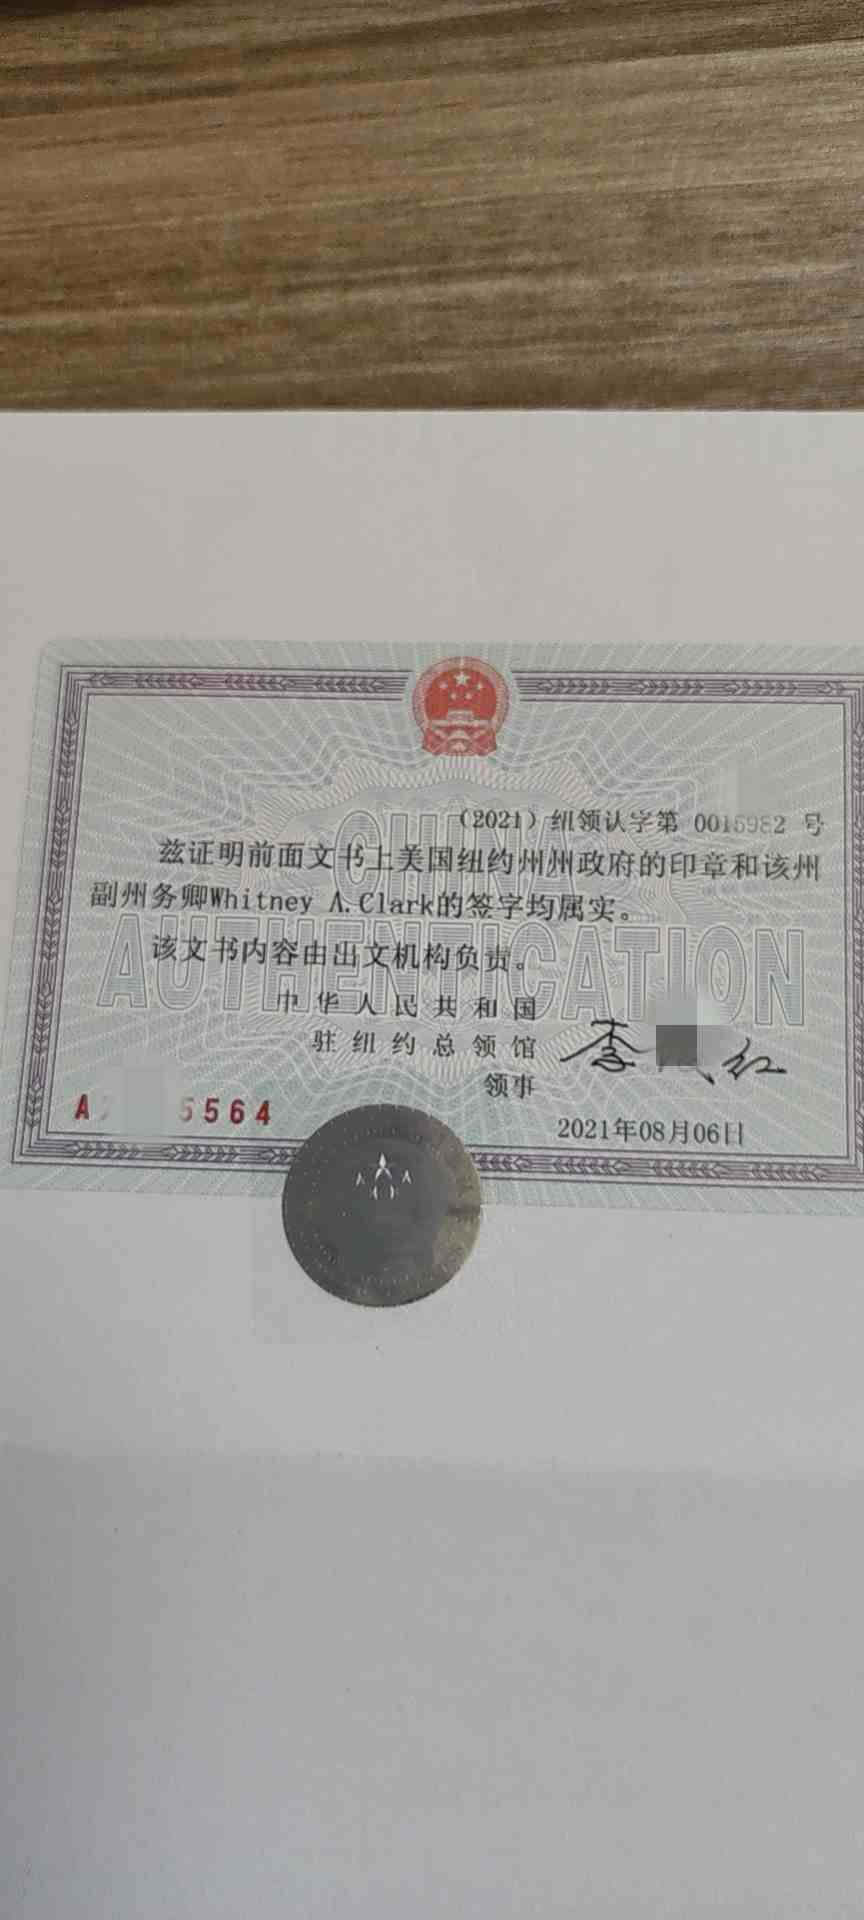 （2021）纽领认字第 0015982 号
兹证明前面文书上美国纽约州州政府的印章和该州
副州务卿Whitney A.Clark的签字均属实。
该文书内容由出文机构负责。
中华人民共和国
驻纽约总领馆
领事
李 红
A 5564
2021年08月06日
CHINA
AUTHENTICATION